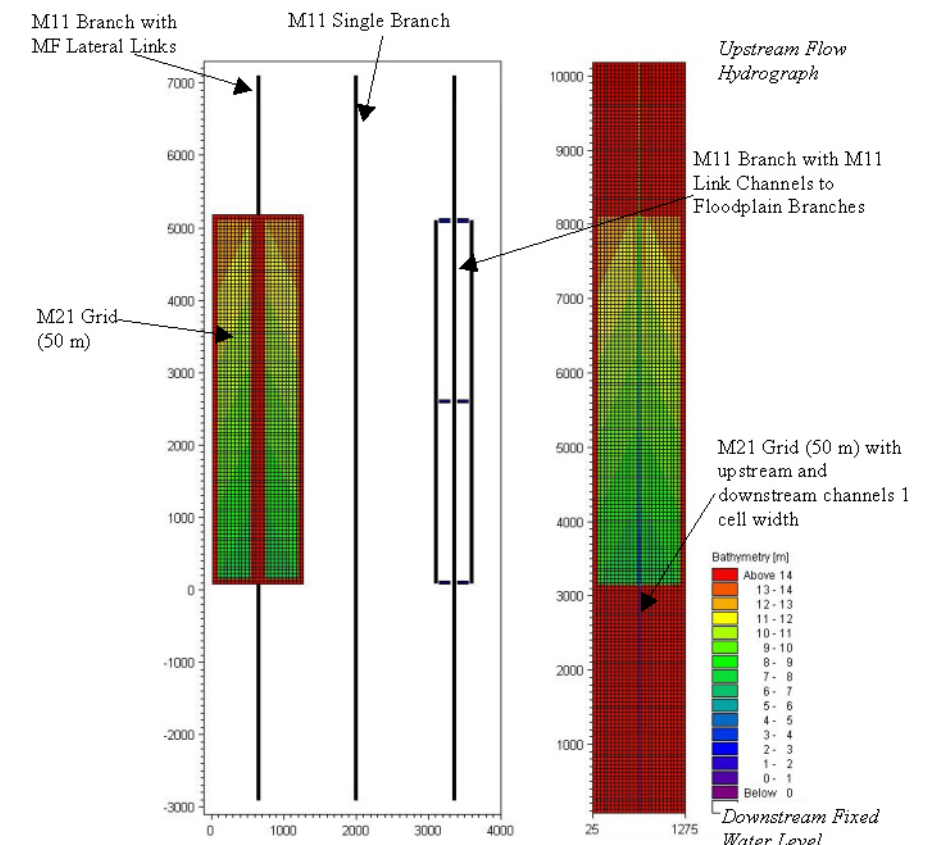 M11 Branch with
MF Lateral Links
M11 Single Branch
Upstream Flow
Hydrograph
M11 Branch with M11
Link Channels to
Floodplain Branches
M21 Grid
(50 m)
M21 Grid (50 m) with
upstream and
downstream channels 1
cell width
7000
6000
5000
4000
3000
2000
1000
0
-1000
-2000
-3000
0
1000
2000
3000
4000
10000
9000
8000
7000
6000
5000
4000
3000
2000
1000
25
1275
Bathymetry [m]
Above 14
13 - 14
12 - 13
11 - 12
10 - 11
9 - 10
8 - 9
7 - 8
6 - 7
5 - 6
4 - 5
3 - 4
2 - 3
1 - 2
0 - 1
Below 0
Downstream Fixed
Water Level